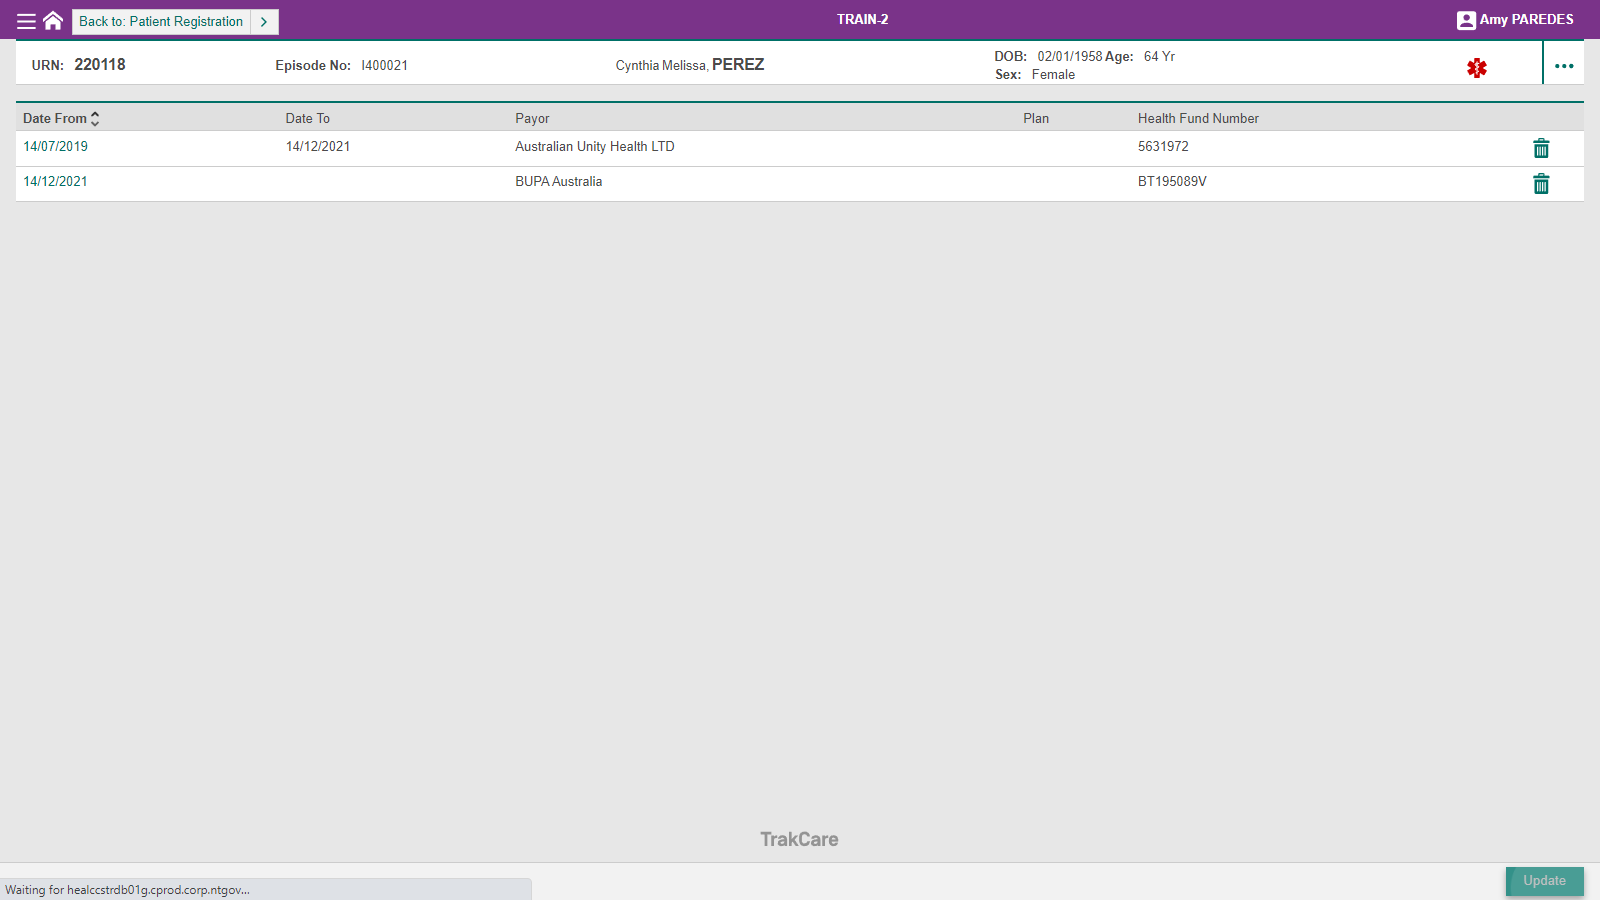 Back to: Patient Registration
TRAIN-2
Amy PAREDES
URN: 220118 Episode No: I400021 Cynthia Melissa, PEREZ DOB: 02/01/1958 Age: 64 Yr
Sex: Female
Date From Date To Payor Plan Health Fund Number
14/07/2019 14/12/2021 Australian Unity Health LTD 5631972
14/12/2021 BUPA Australia BT195089V
TrakCare
Update
Waiting for healccstrdb01g.cprod.corp.ntgov...